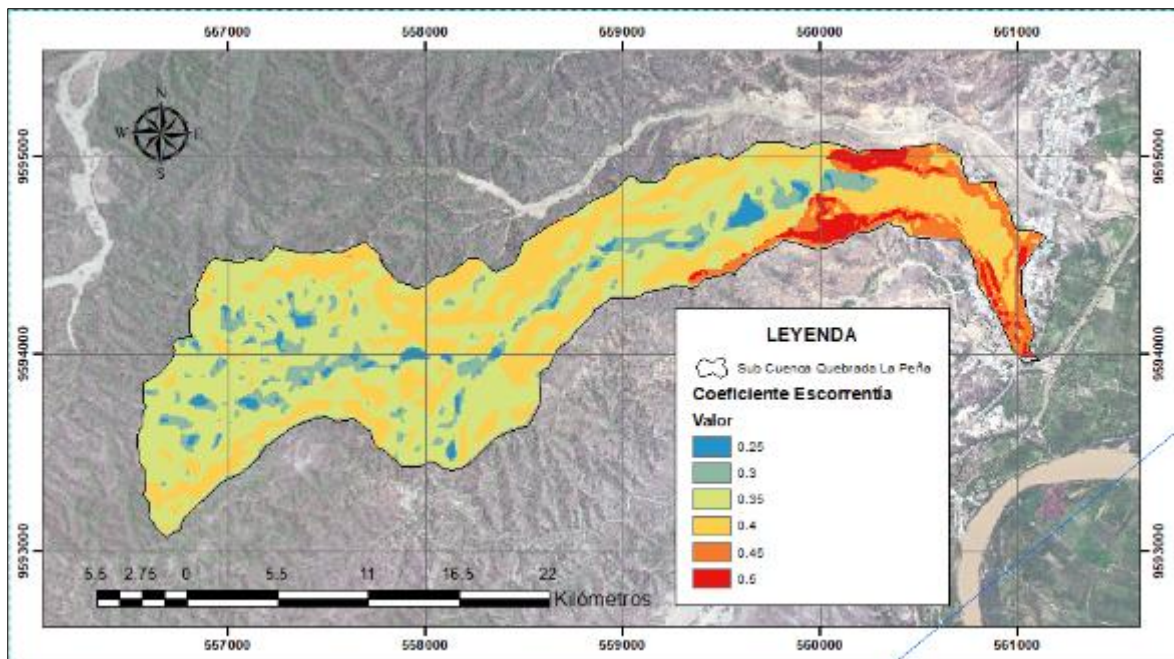 557000 558000 559000 560000 561000
N
W E
S
9595000 9595000
9594000 9594000
9593000 9593000
LEYENDA
Sub Cuenca Quebrada La Peña
Coeficiente Escorrentía
Valor
0.25
0.3
0.35
0.4
0.45
0.5
5.5 2.75 0 5.5 11 16.5 22
Kilómetros
557000 558000 559000 560000 561000